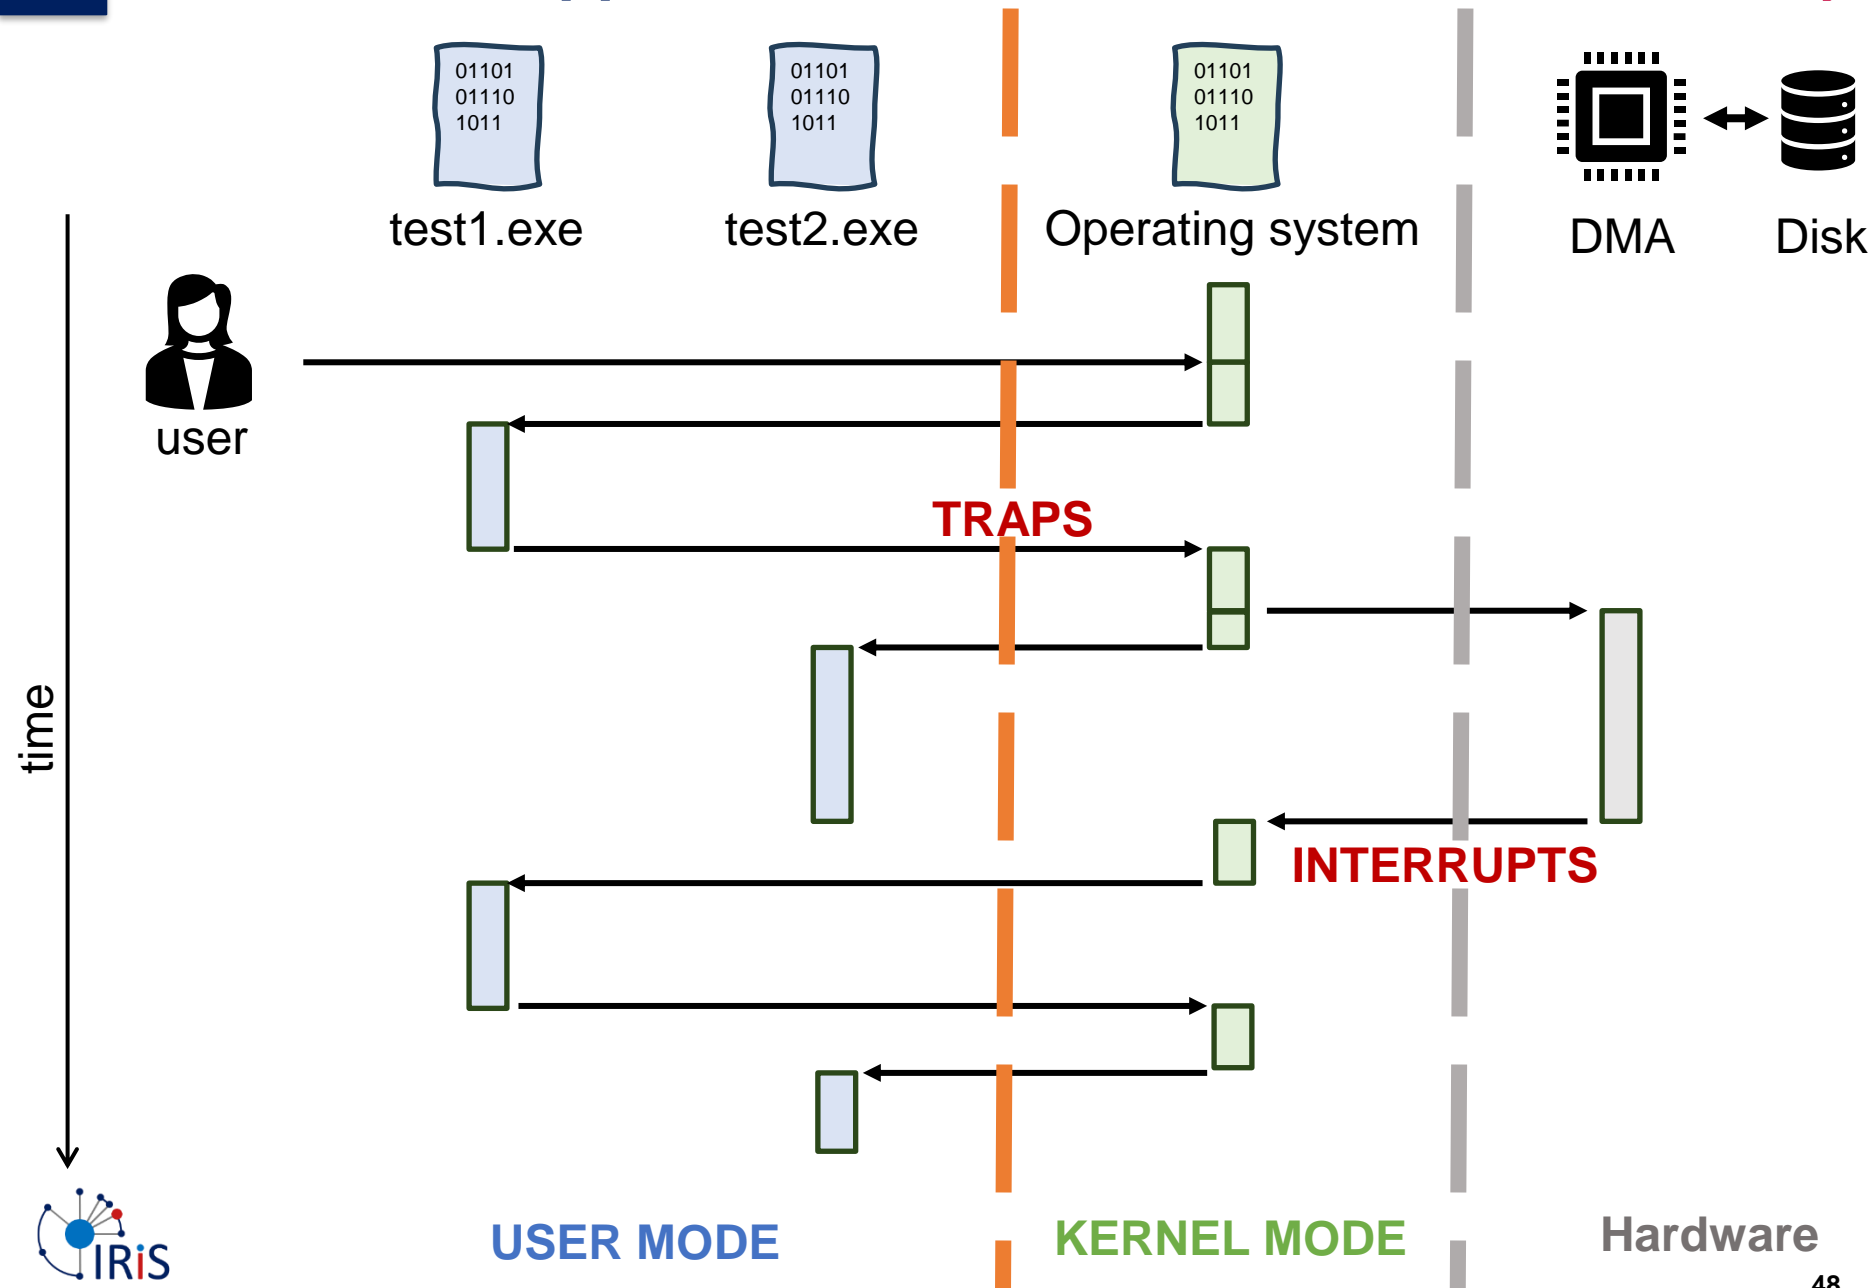 01101
01110
1011
01101
01110
1011
01101
01110
1011
test1.exe
test2.exe
Operating system
DMA
Disk
user
TRAPS
time
INTERRUPTS
USER MODE
KERNEL MODE
Hardware
IRiS
48